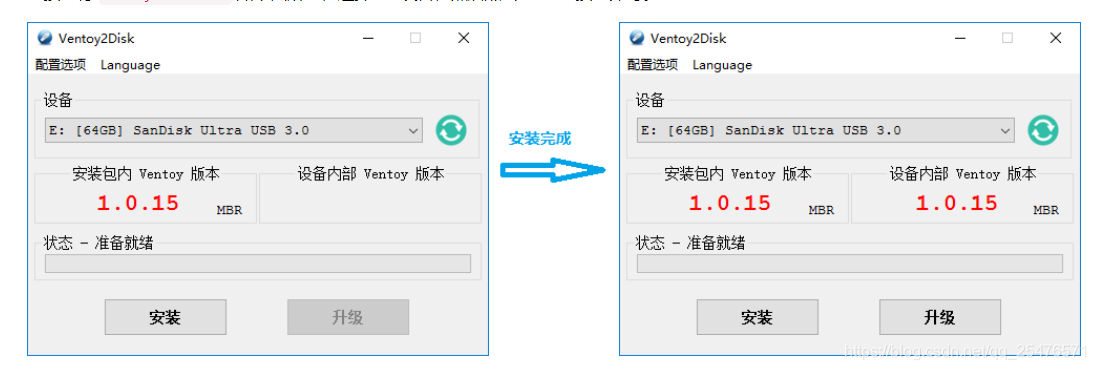 Ventoy2Disk
配置选项 Language
设备
E: [64GB] SanDisk Ultra USB 3.0
安装包内 Ventoy 版本
设备内部 Ventoy 版本
1.0.15 MBR
状态 - 准备就绪
安装 升级
安装完成
Ventoy2Disk
配置选项 Language
设备
E: [64GB] SanDisk Ultra USB 3.0
安装包内 Ventoy 版本
设备内部 Ventoy 版本
1.0.15 MBR
1.0.15 MBR
状态 - 准备就绪
安装 升级
https://blog.csdn.net/qq_25476571